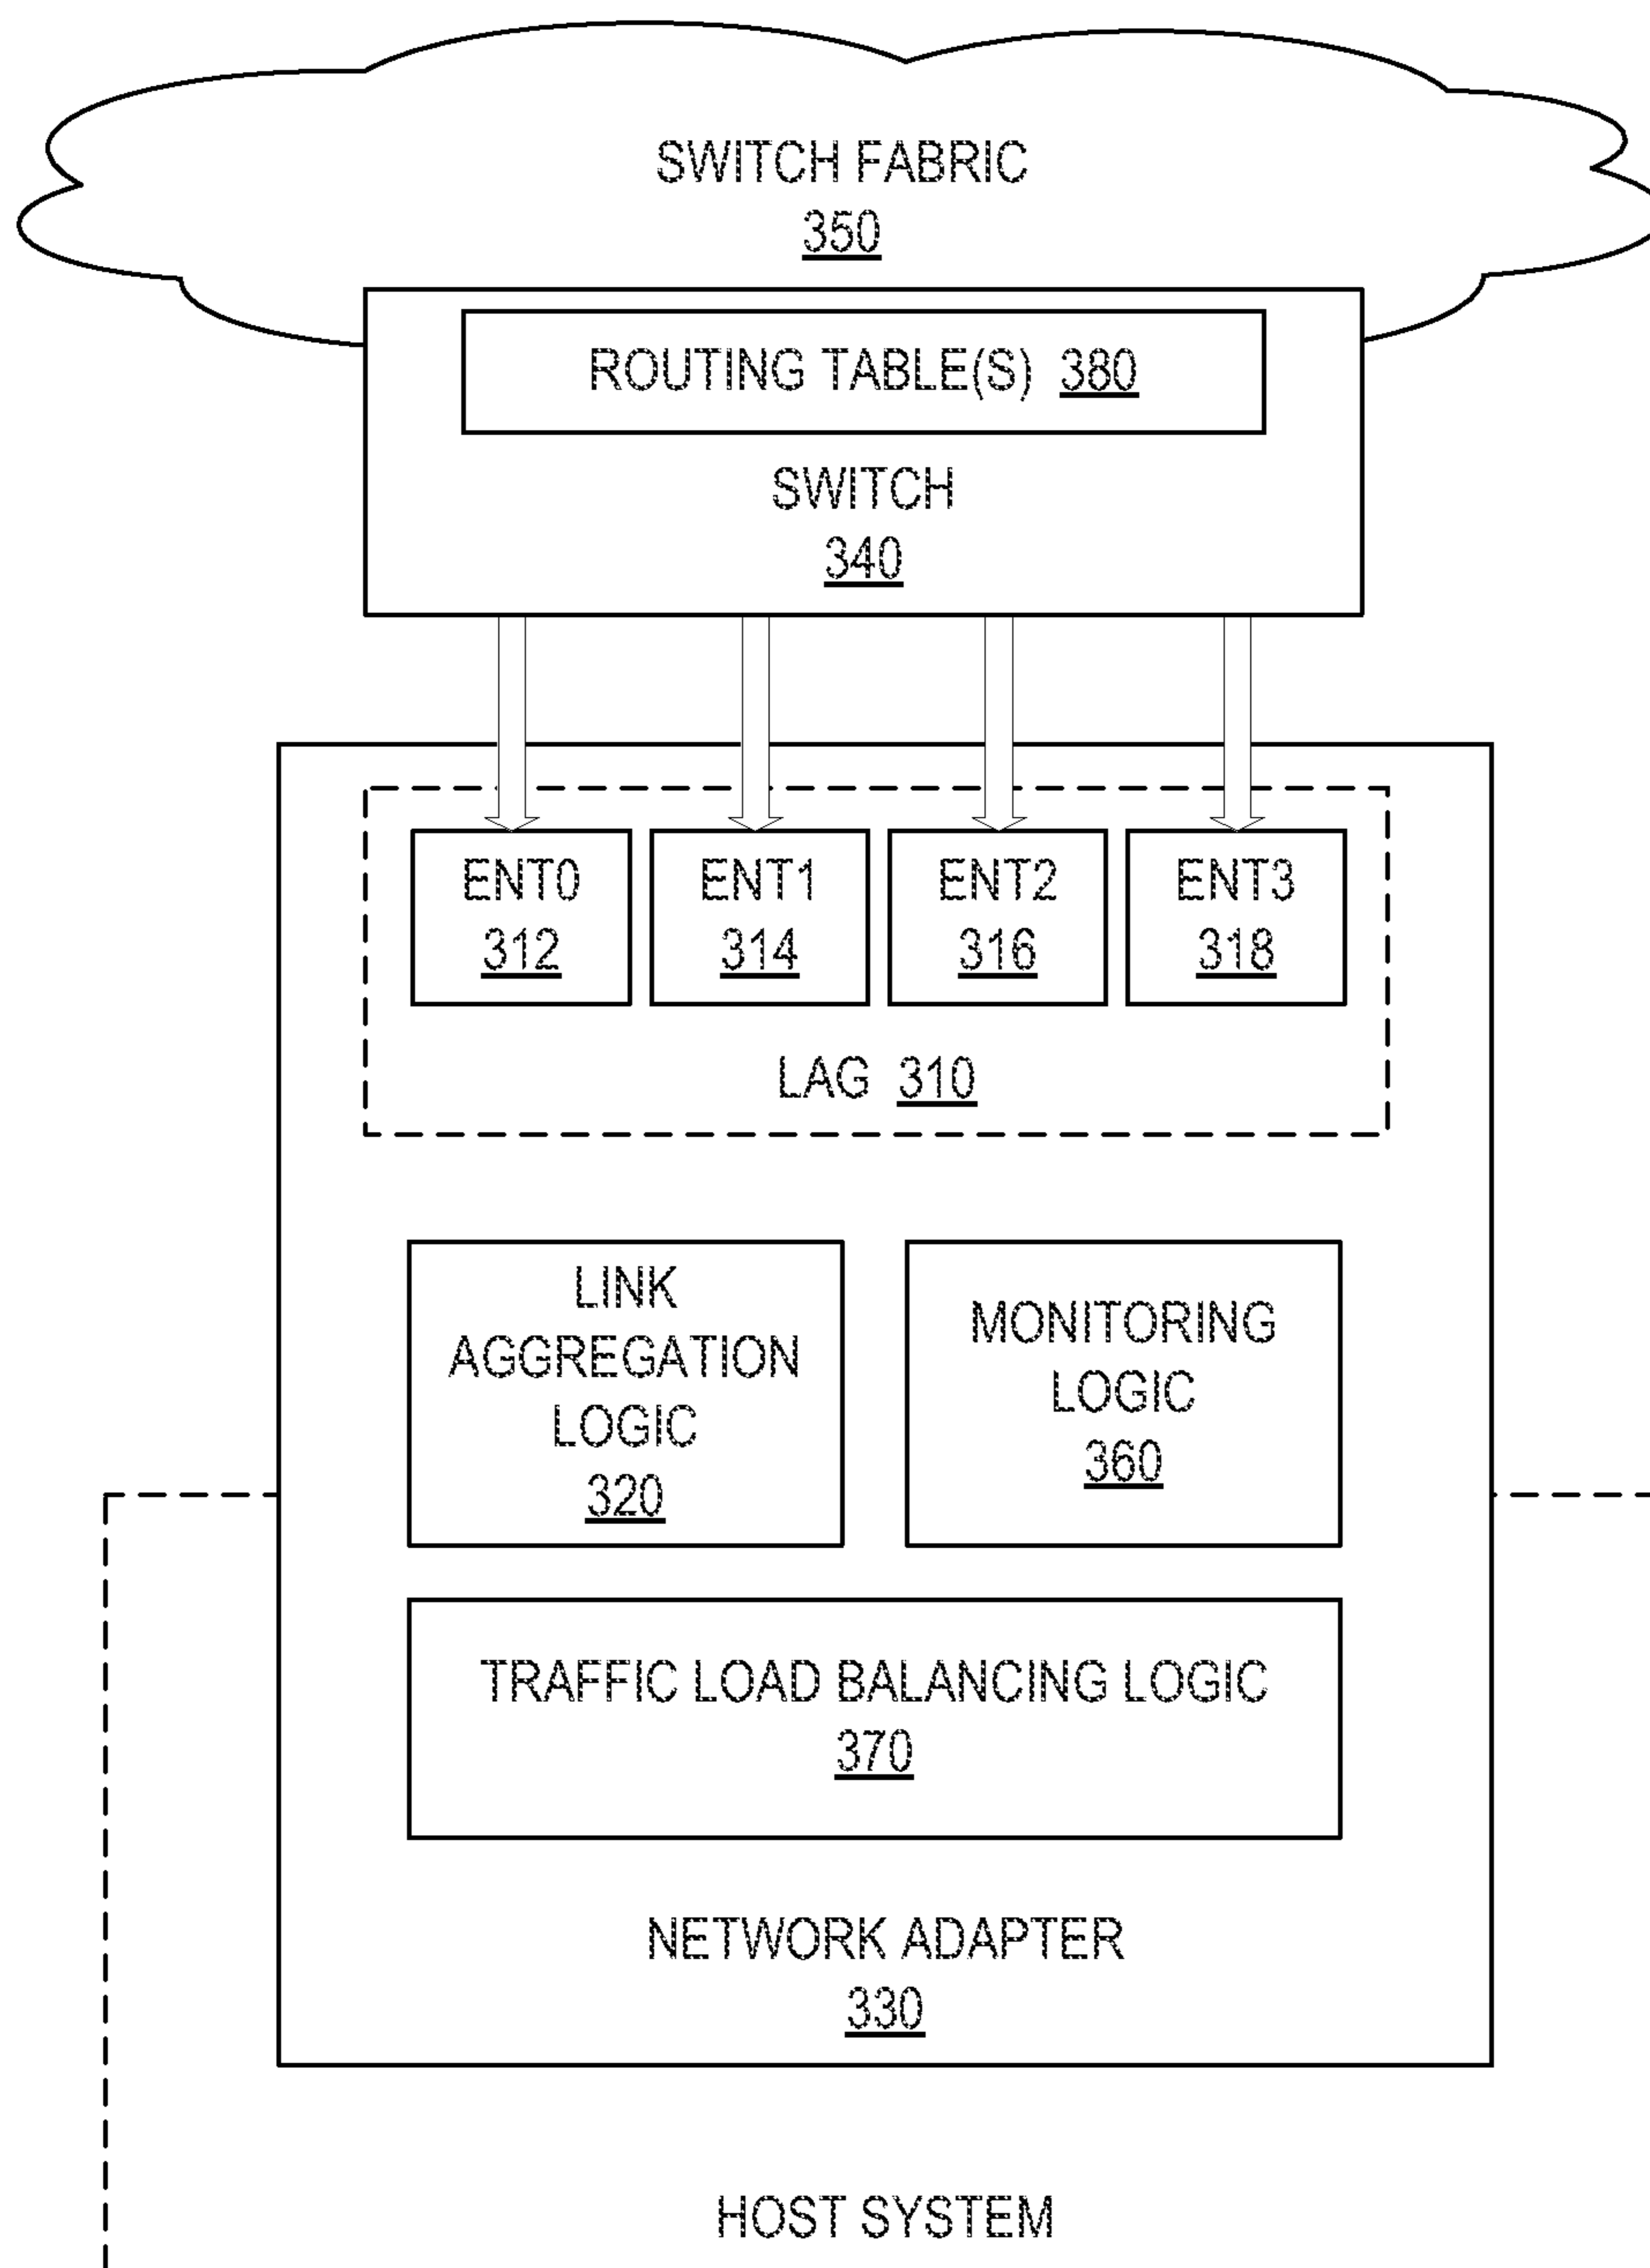 SWITCH FABRIC
350
ROUTING TABLE(S) 380
SWITCH
340
ENT0
312
ENT1
314
ENT2
316
ENT3
318
LAG 310
LINK
AGGREGATION
LOGIC
320
MONITORING
LOGIC
360
TRAFFIC LOAD BALANCING LOGIC
370
NETWORK ADAPTER
330
HOST SYSTEM